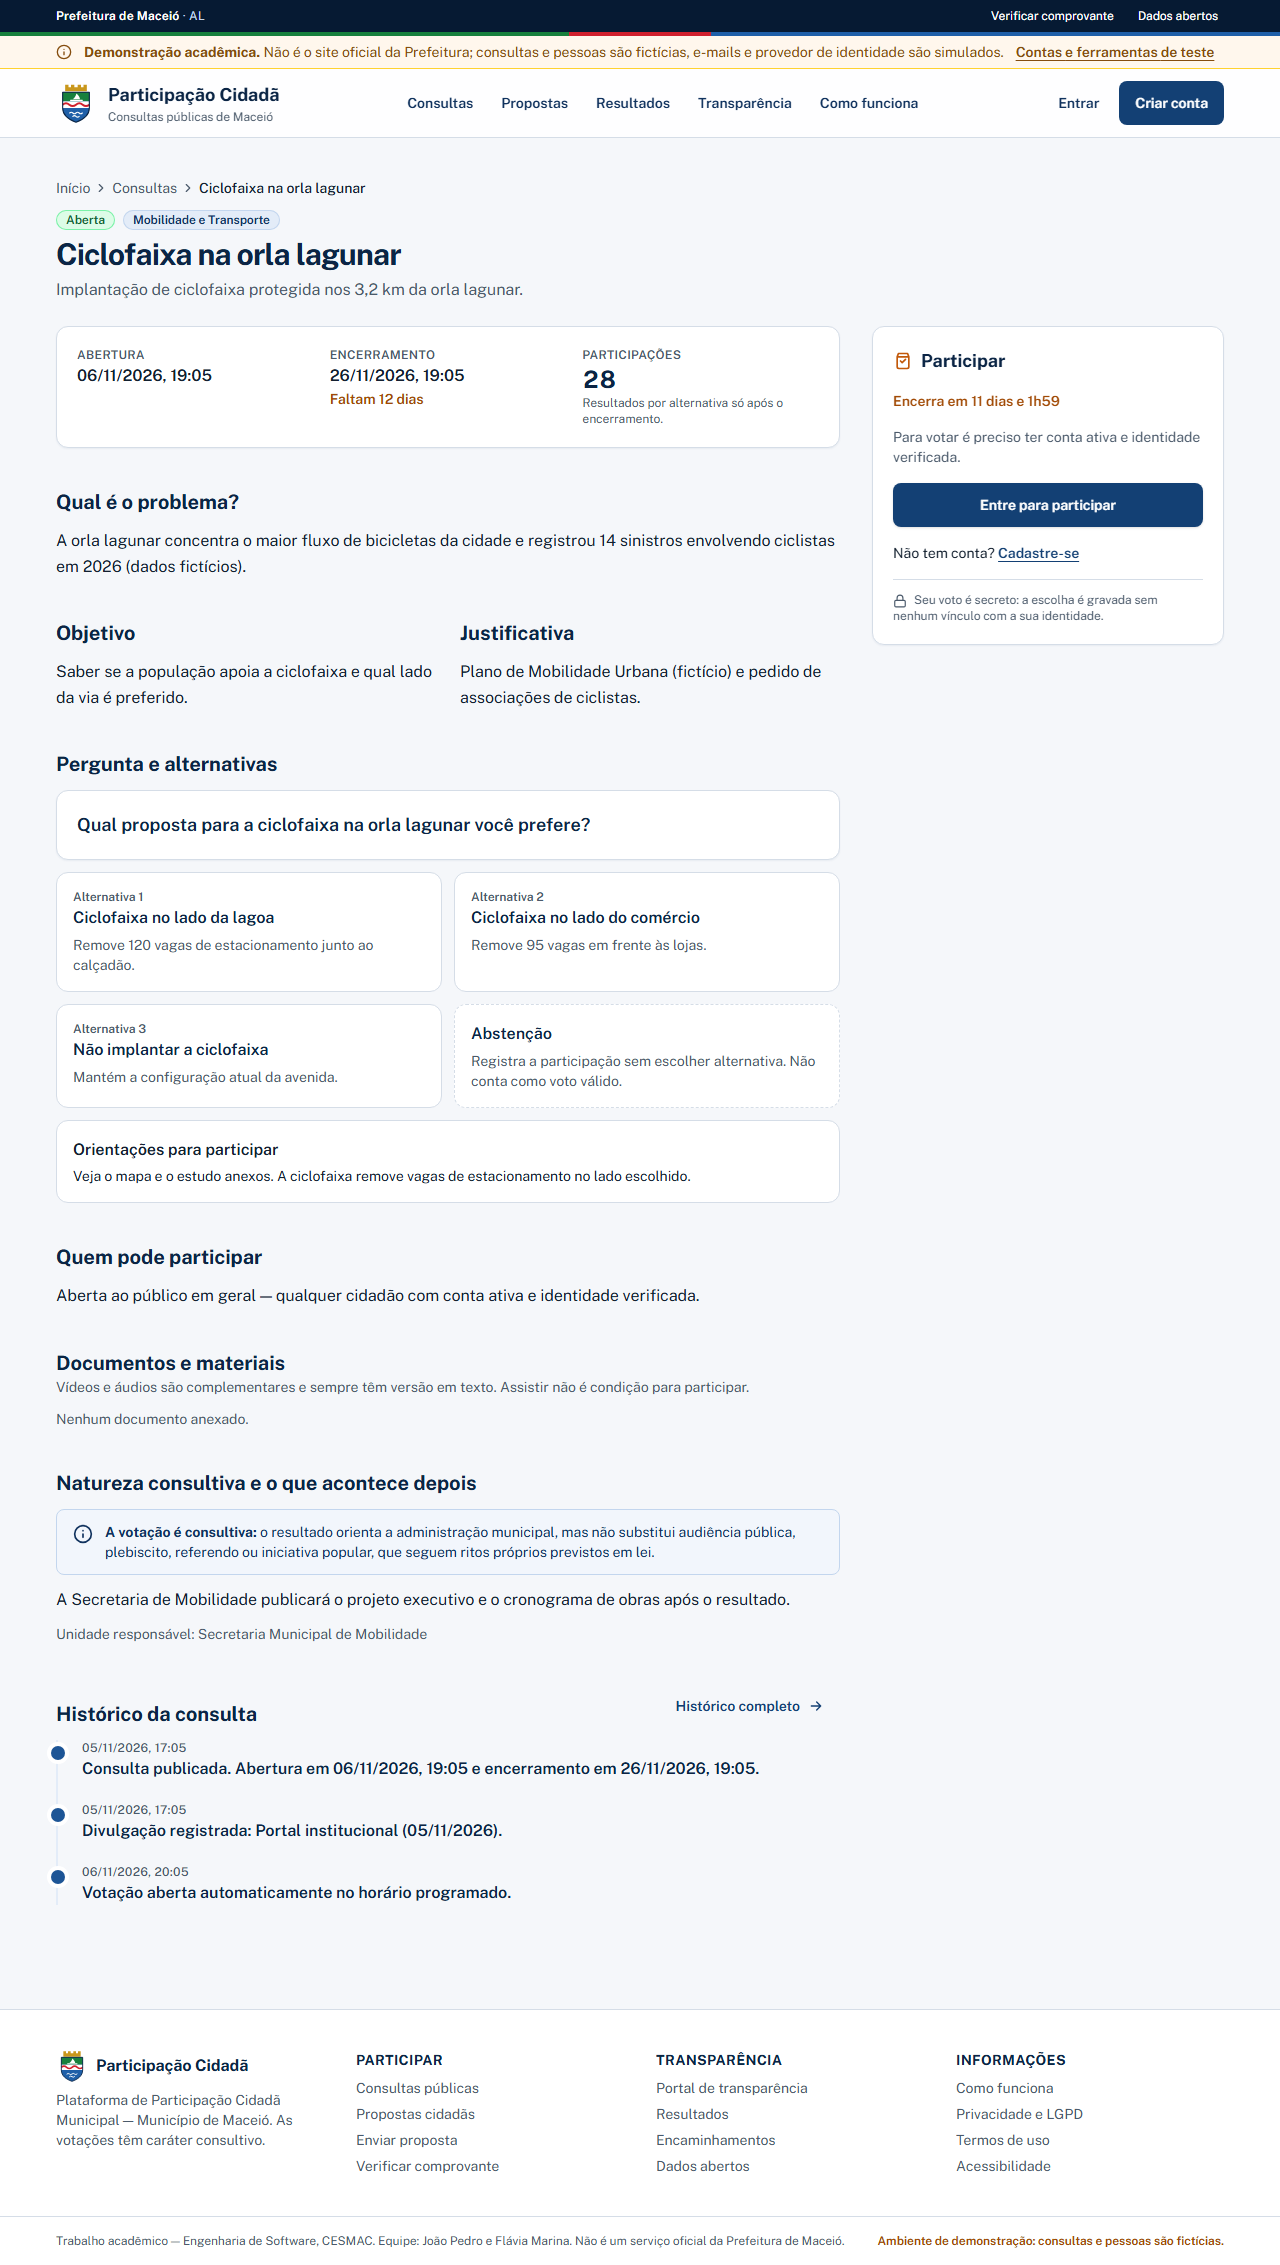 Prefeitura de Maceió · AL
Verificar comprovante
Dados abertos
Demonstração acadêmica. Não é o site oficial da Prefeitura; consultas e pessoas são fictícias, e-mails e provedor de identidade são simulados.
Contas e ferramentas de teste
Participação Cidadã
Consultas públicas de Maceió
Consultas
Propostas
Resultados
Transparência
Como funciona
Entrar
Criar conta
Início > Consultas > Ciclofaixa na orla lagunar
Aberta
Mobilidade e Transporte
Ciclofaixa na orla lagunar
Implantação de ciclofaixa protegida nos 3,2 km da orla lagunar.
ABERTURA
06/11/2026, 19:05
ENCERRAMENTO
26/11/2026, 19:05
Faltam 12 dias
PARTICIPAÇÕES
28
Resultados por alternativa só após o
encerramento.
Participar
Encerra em 11 dias e 1h59
Para votar é preciso ter conta ativa e identidade
verificada.
Entre para participar
Não tem conta? Cadastre-se
Seu voto é secreto: a escolha é gravada sem
nenhum vínculo com a sua identidade.
Qual é o problema?
A orla lagunar concentra o maior fluxo de bicicletas da cidade e registrou 14 sinistros envolvendo ciclistas
em 2026 (dados fictícios).
Objetivo
Saber se a população apoia a ciclofaixa e qual lado
da via é preferido.
Justificativa
Plano de Mobilidade Urbana (fictício) e pedido de
associações de ciclistas.
Pergunta e alternativas
Qual proposta para a ciclofaixa na orla lagunar você prefere?
Alternativa 1
Ciclofaixa no lado da lagoa
Remove 120 vagas de estacionamento junto ao
calçadão.
Alternativa 2
Ciclofaixa no lado do comércio
Remove 95 vagas em frente às lojas.
Alternativa 3
Não implantar a ciclofaixa
Mantém a configuração atual da avenida.
Abstenção
Registra a participação sem escolher alternativa. Não
conta como voto válido.
Orientações para participar
Veja o mapa e o estudo anexos. A ciclofaixa remove vagas de estacionamento no lado escolhido.
Quem pode participar
Aberta ao público em geral — qualquer cidadão com conta ativa e identidade verificada.
Documentos e materiais
Vídeos e áudios são complementares e sempre têm versão em texto. Assistir não é condição para participar.
Nenhum documento anexado.
Natureza consultiva e o que acontece depois
A votação é consultiva: o resultado orienta a administração municipal, mas não substitui audiência pública,
plebiscito, referendo ou iniciativa popular, que seguem ritos próprios previstos em lei.
A Secretaria de Mobilidade publicará o projeto executivo e o cronograma de obras após o resultado.
Unidade responsável: Secretaria Municipal de Mobilidade
Histórico da consulta
Histórico completo →
05/11/2026, 17:05
Consulta publicada. Abertura em 06/11/2026, 19:05 e encerramento em 26/11/2026, 19:05.
05/11/2026, 17:05
Divulgação registrada: Portal institucional (05/11/2026).
06/11/2026, 20:05
Votação aberta automaticamente no horário programado.
Participação Cidadã
Plataforma de Participação Cidadã
Municipal — Município de Maceió. As
votações têm caráter consultivo.
PARTICIPAR
Consultas públicas
Propostas cidadãs
Enviar proposta
Verificar comprovante
TRANSPARÊNCIA
Portal de transparência
Resultados
Encaminhamentos
Dados abertos
INFORMAÇÕES
Como funciona
Privacidade e LGPD
Termos de uso
Acessibilidade
Trabalho acadêmico — Engenharia de Software, CESMAC. Equipe: João Pedro e Flávia Marina. Não é um serviço oficial da Prefeitura de Maceió.
Ambiente de demonstração: consultas e pessoas são fictícias.